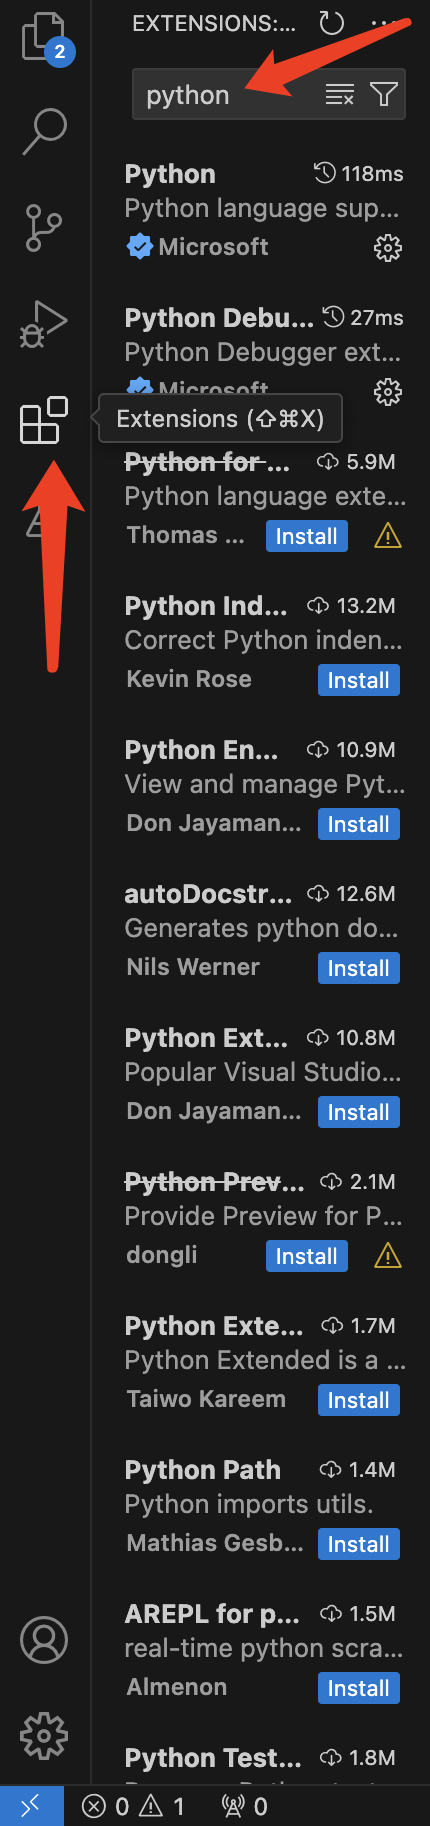 EXTENSIONS:...
2
python
Python 118ms
Python language sup...
Microsoft
Python Debu... 27ms
Python Debugger ext...
Microsoft
Extensions (⇧⌘X)
Python for ... 5.9M
Python language exte...
Thomas ... Install
Python Ind... 13.2M
Correct Python inden...
Kevin Rose Install
Python En... 10.9M
View and manage Pyt...
Don Jayaman... Install
autoDocstr... 12.6M
Generates python do...
Nils Werner Install
Python Ext... 10.8M
Popular Visual Studio...
Don Jayaman... Install
Python Prev... 2.1M
Provide Preview for P...
dongli Install
Python Exte... 1.7M
Python Extended is a ...
Taiwo Kareem Install
Python Path 1.4M
Python imports utils.
Mathias Gesb... Install
AREPL for p... 1.5M
real-time python scra...
Almenon Install
Python Test... 1.8M
0 1 0